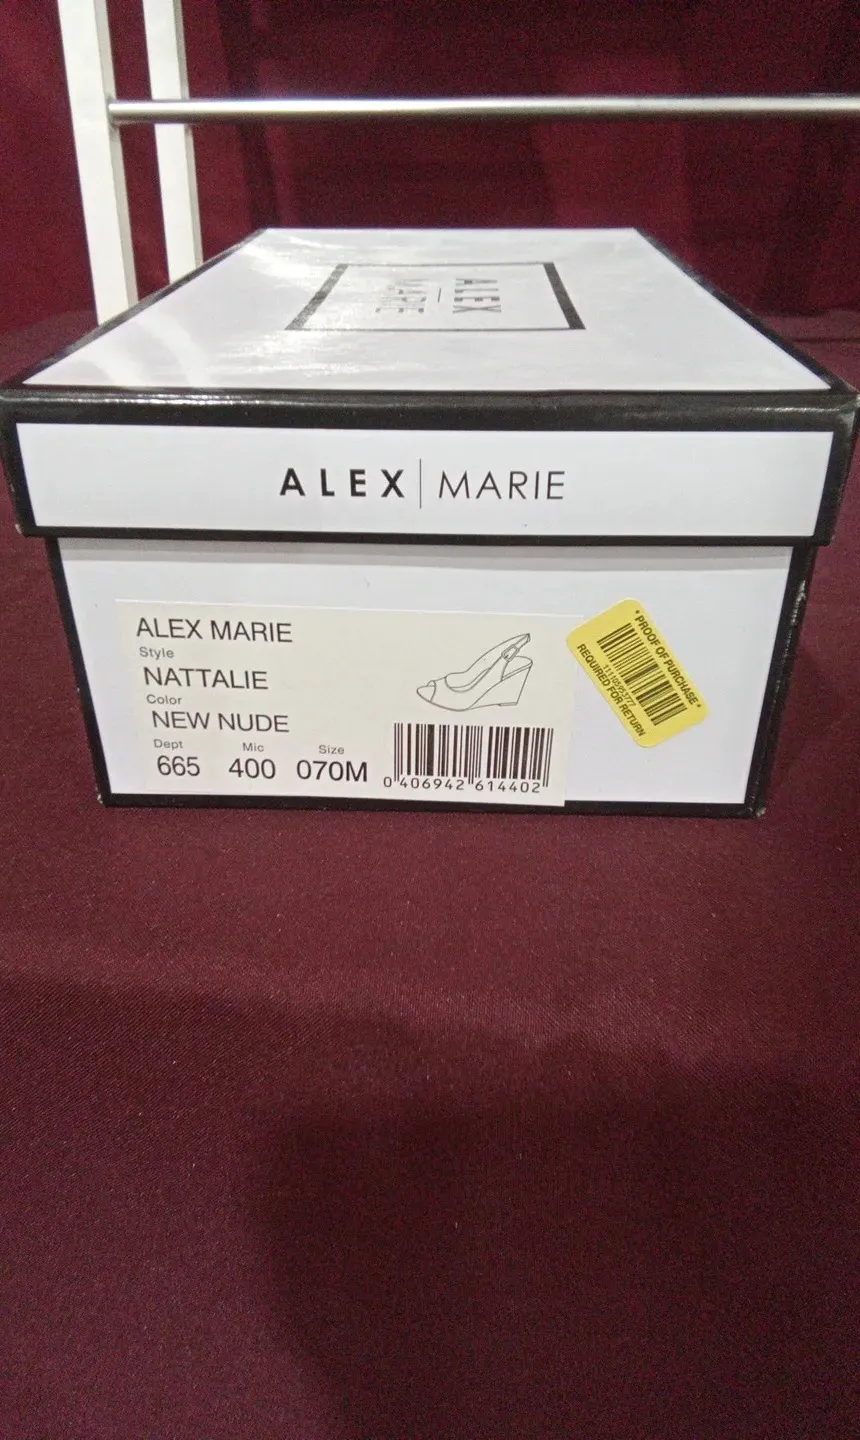 ALEX
MARIE
ALEX | MARIE
ALEX MARIE
Style
NATTALIE
Color
NEW NUDE
Dept Mic Size
665 400 070M
0 406942 614402
*PROOF OF PURCHASE*
REQUIRED FOR RETURN